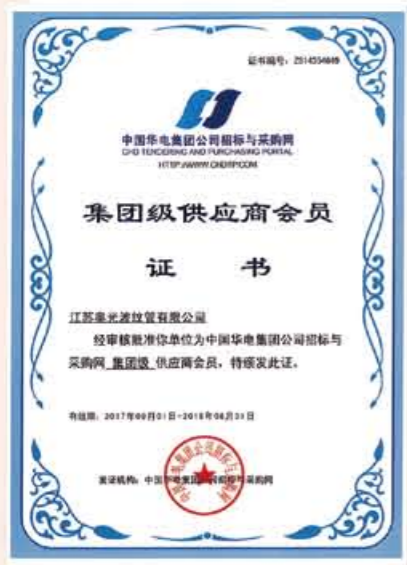 证书编号：ZS14554649
中国华电集团公司招标与采购网
CHD TENDERING AND PURCHASING PORTAL
HTTP://WWW.CHDTP.COM
集团级供应商会员
证 书
江苏奉光波纹管有限公司
经审核批准你单位为中国华电集团公司招标与
采购网 集团级 供应商会员，特颁发此证。
有效期：2017年09月01日-2018年08月31日
发证机构：中国华电集团公司招标与采购网